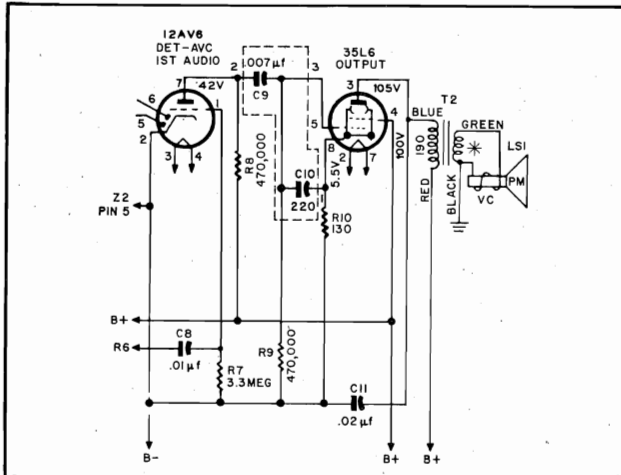 12AV6
DET-AVC
1ST AUDIO
35L6
OUTPUT
2
.007µf
3
C9
7
42V
1
6
5
2
3
4
3
105V
4
5
8
2
7
100V
BLUE
T2
190
RED
GREEN
BLACK
LS1
PM
VC
R8
470,000
C10
220
5.5V
R10
130
Z2
PIN 5
B+
R6
C8
.01µf
R7
3.3MEG
R9
470,000
C11
.02µf
B-
B+
B+